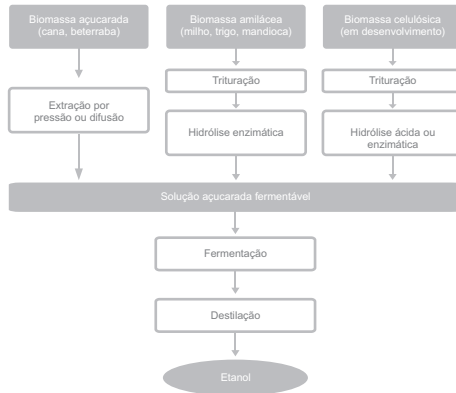 Biomassa açucarada
(cana, beterraba)
Biomassa amilácea
(milho, trigo, mandioca)
Biomassa celulósica
(em desenvolvimento)
Trituração
Trituração
Extração por
pressão ou difusão
Hidrólise enzimática
Hidrólise ácida ou
enzimática
Solução açucarada fermentável
Fermentação
Destilação
Etanol